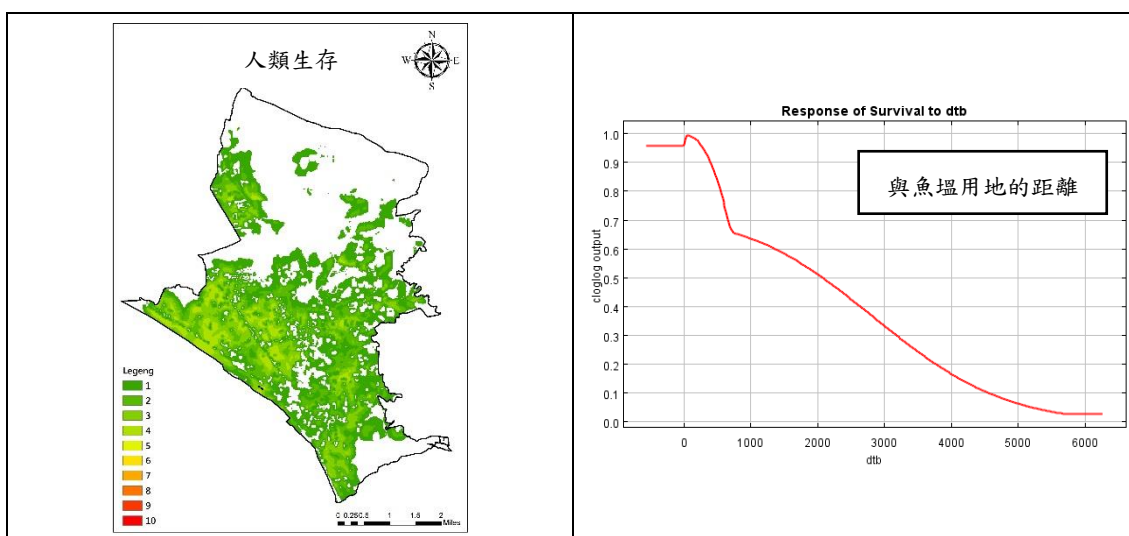 人類生存
N
W
E
S
Legeng
1
2
3
4
5
6
7
8
9
10
0 0.25 0.5 1 1.5 2
Miles
Response of Survival to dtb
與魚塭用地的距離
cloglog output
1.0
0.9
0.8
0.7
0.6
0.5
0.4
0.3
0.2
0.1
0.0
0 1000 2000 3000 4000 5000 6000
dtb